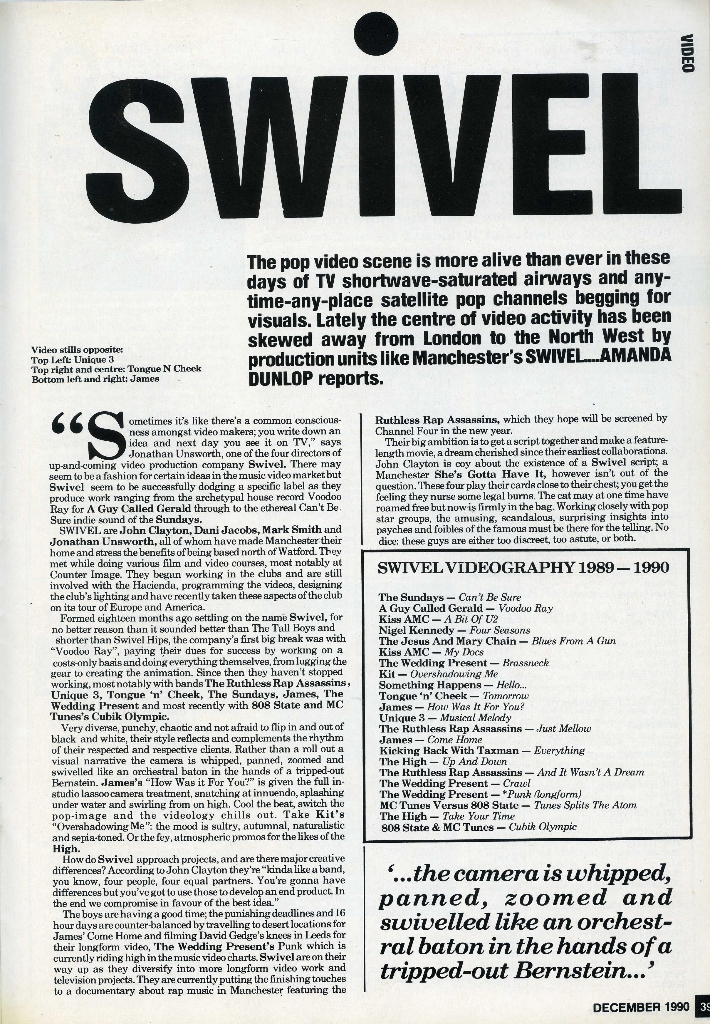 VIDEO
SWIVEL
The pop video scene is more alive than ever in these
days of TV shortwave-saturated airways and any-
time-any-place satellite pop channels begging for
visuals. Lately the centre of video activity has been
skewed away from London to the North West by
production units like Manchester's SWIVEL....AMANDA
DUNLOP reports.
Video stills opposite:
Top Left: Unique 3
Top right and centre: Tongue N Cheek
Bottom left and right: James
“Sometimes it's like there's a common conscious-
ness amongst video makers; you write down an
idea and next day you see it on TV,” says
Jonathan Unsworth, one of the four directors of
up-and-coming video production company Swivel. There may
seem to be a fashion for certain ideas in the music video market but
Swivel seem to be successfully dodging a specific label as they
produce work ranging from the archetypal house record Voodoo
Ray for A Guy Called Gerald through to the ethereal Can't Be
Sure indie sound of the Sundays.
SWIVEL are John Clayton, Dani Jacobs, Mark Smith and
Jonathan Unsworth, all of whom have made Manchester their
home and stress the benefits of being based north of Watford. They
met while doing various film and video courses, most notably at
Counter Image. They began working in the clubs and are still
involved with the Hacienda, programming the videos, designing
the club's lighting and have recently taken these aspects of the club
on its tour of Europe and America.
Formed eighteen months ago settling on the name Swivel, for
no better reason than it sounded better than The Tall Boys and
shorter than Swivel Hips, the company's first big break was with
“Voodoo Ray”, paying their dues for success by working on a
costs-only basis and doing everything themselves, from lugging the
gear to creating the animation. Since then they haven't stopped
working, most notably with bands The Ruthless Rap Assassins,
Unique 3, Tongue 'n' Cheek, The Sundays, James, The
Wedding Present and most recently with 808 State and MC
Tunes's Cubik Olympic.
Very diverse, punchy, chaotic and not afraid to flip in and out of
black and white, their style reflects and complements the rhythm
of their respected and respective clients. Rather than a roll out a
visual narrative the camera is whipped, panned, zoomed and
swivelled like an orchestral baton in the hands of a tripped-out
Bernstein. James's “How Was it For You?” is given the full in-
studio lassoo camera treatment, snatching at innuendo, splashing
under water and swirling from on high. Cool the beat, switch the
pop-image and the videology chills out. Take Kit's
“Overshadowing Me”: the mood is sultry, autumnal, naturalistic
and sepia-toned. Or the fey, atmospheric promos for the likes of the
High.
How do Swivel approach projects, and are there major creative
differences? According to John Clayton they're “kinda like a band,
you know, four people, four equal partners. You're gonna have
differences but you've got to use those to develop an end product. In
the end we compromise in favour of the best idea.”
The boys are having a good time; the punishing deadlines and 16
hour days are counter-balanced by travelling to desert locations for
James' Come Home and filming David Gedge's knees in Leeds for
their longform video, The Wedding Present's Punk which is
currently riding high in the music video charts. Swivel are on their
way up as they diversify into more longform video work and
television projects. They are currently putting the finishing touches
to a documentary about rap music in Manchester featuring the
Ruthless Rap Assassins, which they hope will be screened by
Channel Four in the new year.
Their big ambition is to get a script together and make a feature-
length movie, a dream cherished since their earliest collaborations.
John Clayton is coy about the existence of a Swivel script; a
Manchester She's Gotta Have It, however isn't out of the
question. These four play their cards close to their chest; you get the
feeling they nurse some legal burns. The cat may at one time have
roamed free but now is firmly in the bag. Working closely with pop
star groups, the amusing, scandalous, surprising insights into
psyches and foibles of the famous must be there for the telling. No
dice: these guys are either too discreet, too astute, or both.
SWIVEL VIDEOGRAPHY 1989 — 1990
The Sundays — Can't Be Sure
A Guy Called Gerald — Voodoo Ray
Kiss AMC — A Bit Of U2
Nigel Kennedy — Four Seasons
The Jesus And Mary Chain — Blues From A Gun
Kiss AMC — My Docs
The Wedding Present — Brassneck
Kit — Overshadowing Me
Something Happens — Hello...
Tongue 'n' Cheek — Tomorrow
James — How Was It For You?
Unique 3 — Musical Melody
The Ruthless Rap Assassins — Just Mellow
James — Come Home
Kicking Back With Taxman — Everything
The High — Up And Down
The Ruthless Rap Assassins — And It Wasn't A Dream
The Wedding Present — Crawl
The Wedding Present — *Punk (longform)
MC Tunes Versus 808 State — Tunes Splits The Atom
The High — Take Your Time
808 State & MC Tunes — Cubik Olympic
‘...the camera is whipped,
panned, zoomed and
swivelled like an orchest-
ral baton in the hands of a
tripped-out Bernstein...’
DECEMBER 1990 39